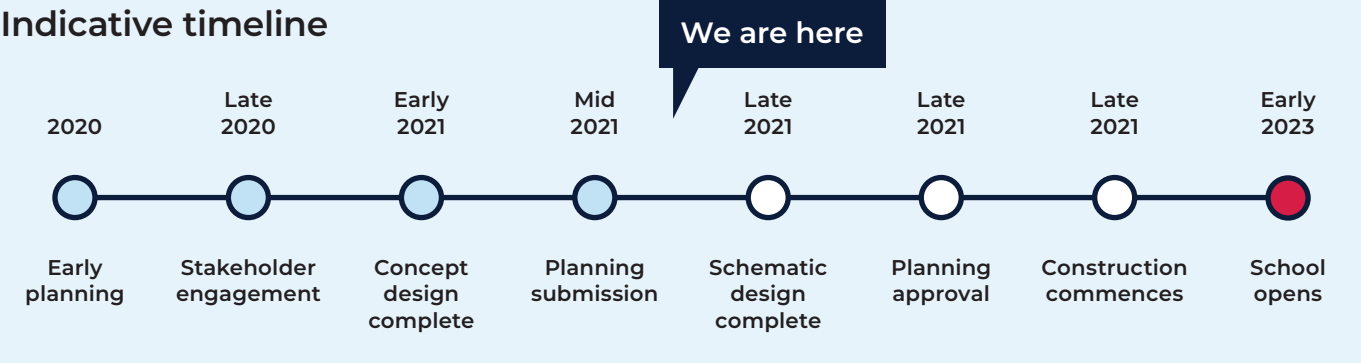 Indicative timeline
We are here
2020
Late
2020
Early
2021
Mid
2021
Late
2021
Late
2021
Late
2021
Early
2023
Early
planning
Stakeholder
engagement
Concept
design
complete
Planning
submission
Schematic
design
complete
Planning
approval
Construction
commences
School
opens